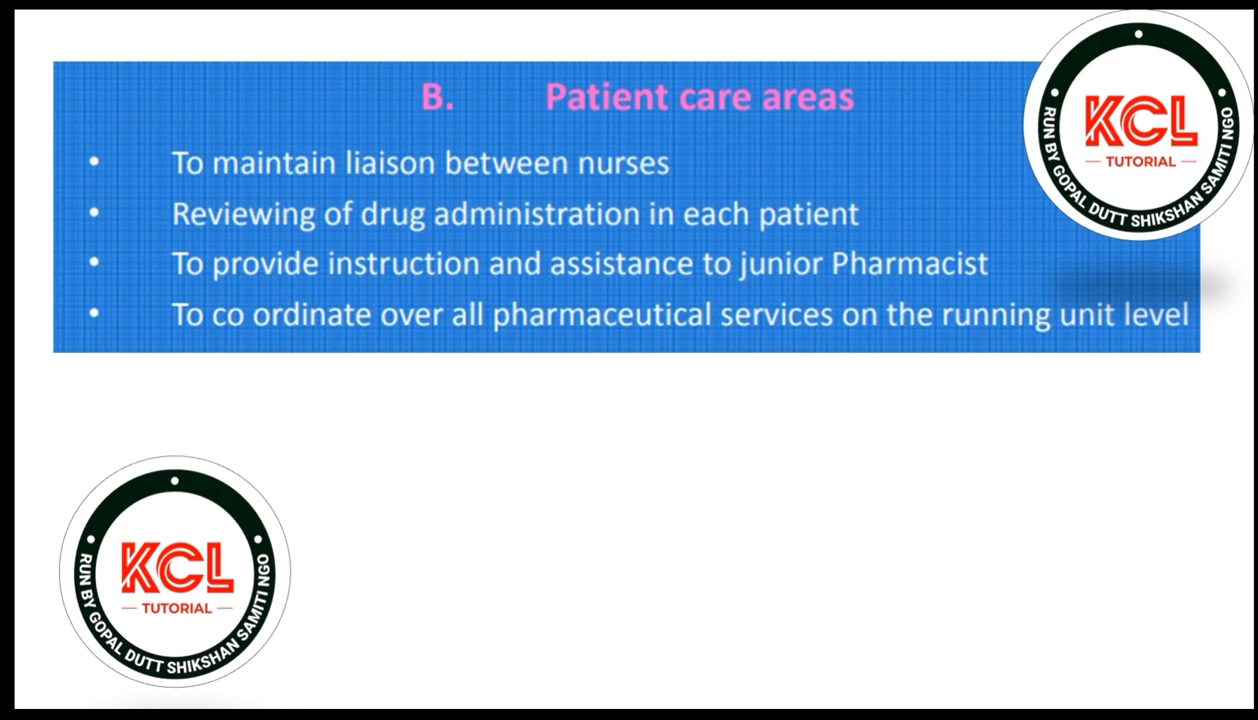 B. Patient care areas
• To maintain liaison between nurses
• Reviewing of drug administration in each patient
• To provide instruction and assistance to junior Pharmacist
• To co ordinate over all pharmaceutical services on the running unit level
KCL
TUTORIAL
RUN BY GOPAL DUTT SHIKSHAN SAMITI NGO
KCL
TUTORIAL
RUN BY GOPAL DUTT SHIKSHAN SAMITI NGO